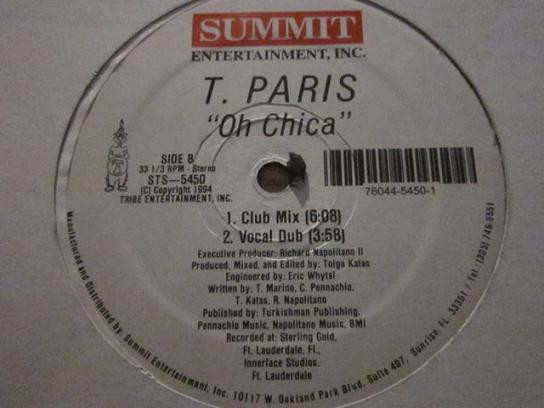 SUMMIT
ENTERTAINMENT, INC.
T. PARIS
"Oh Chica"
SIDE B
33 1/3 RPM - Stereo
STS—5450
(C) Copyright 1994
TRIBE ENTERTAINMENT, INC.
76044-5450-1
1. Club Mix (6:08)
2. Vocal Dub (3:58)
Executive Producer: Richard Napolitano II
Produced, Mixed, and Edited by: Tolga Katas
Engineered by: Eric Whytal
Written by: T. Marino, C. Pennachio,
T. Katas, R. Napolitano
Published by: Turkishman Publishing,
Pennachio Music, Napolitano Music, BMI
Recorded at: Sterling Gold,
Ft. Lauderdale, Fl.,
Innerface Studios,
Ft. Lauderdale
Manufactured and Distributed by: Summit Entertainment, Inc. 10117 W. Oakland Park Blvd. Suite 407, Sunrise, FL. 33351 / Tel: (305) 746-5551